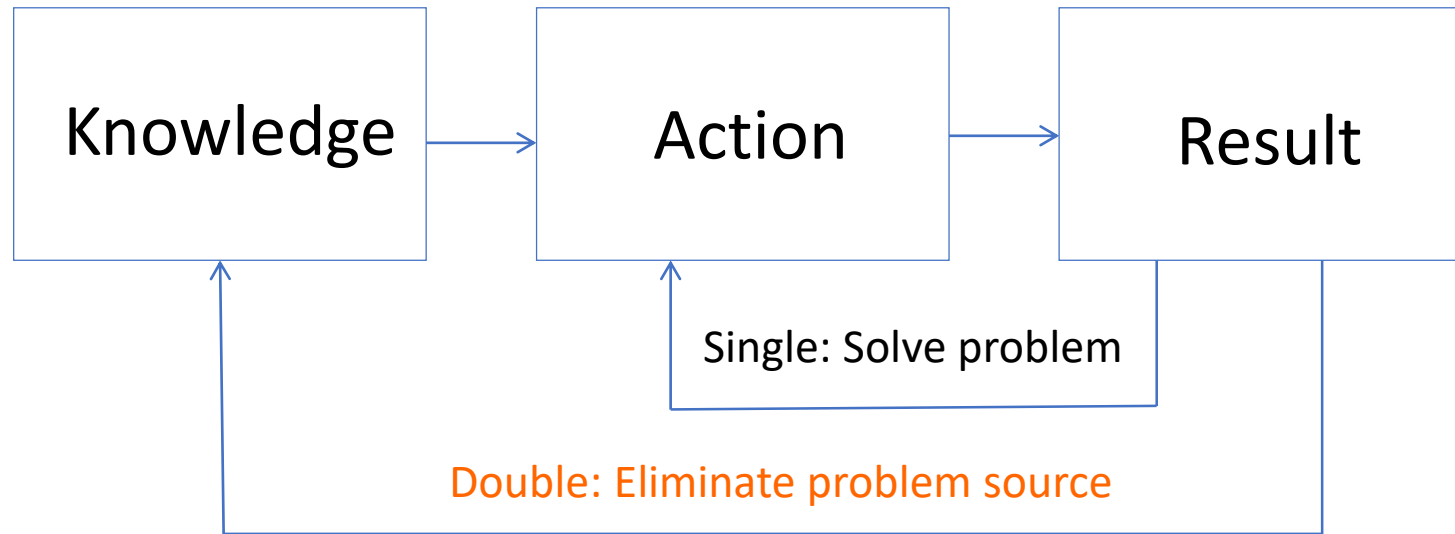 Knowledge
Action
Result
Single: Solve problem
Double: Eliminate problem source